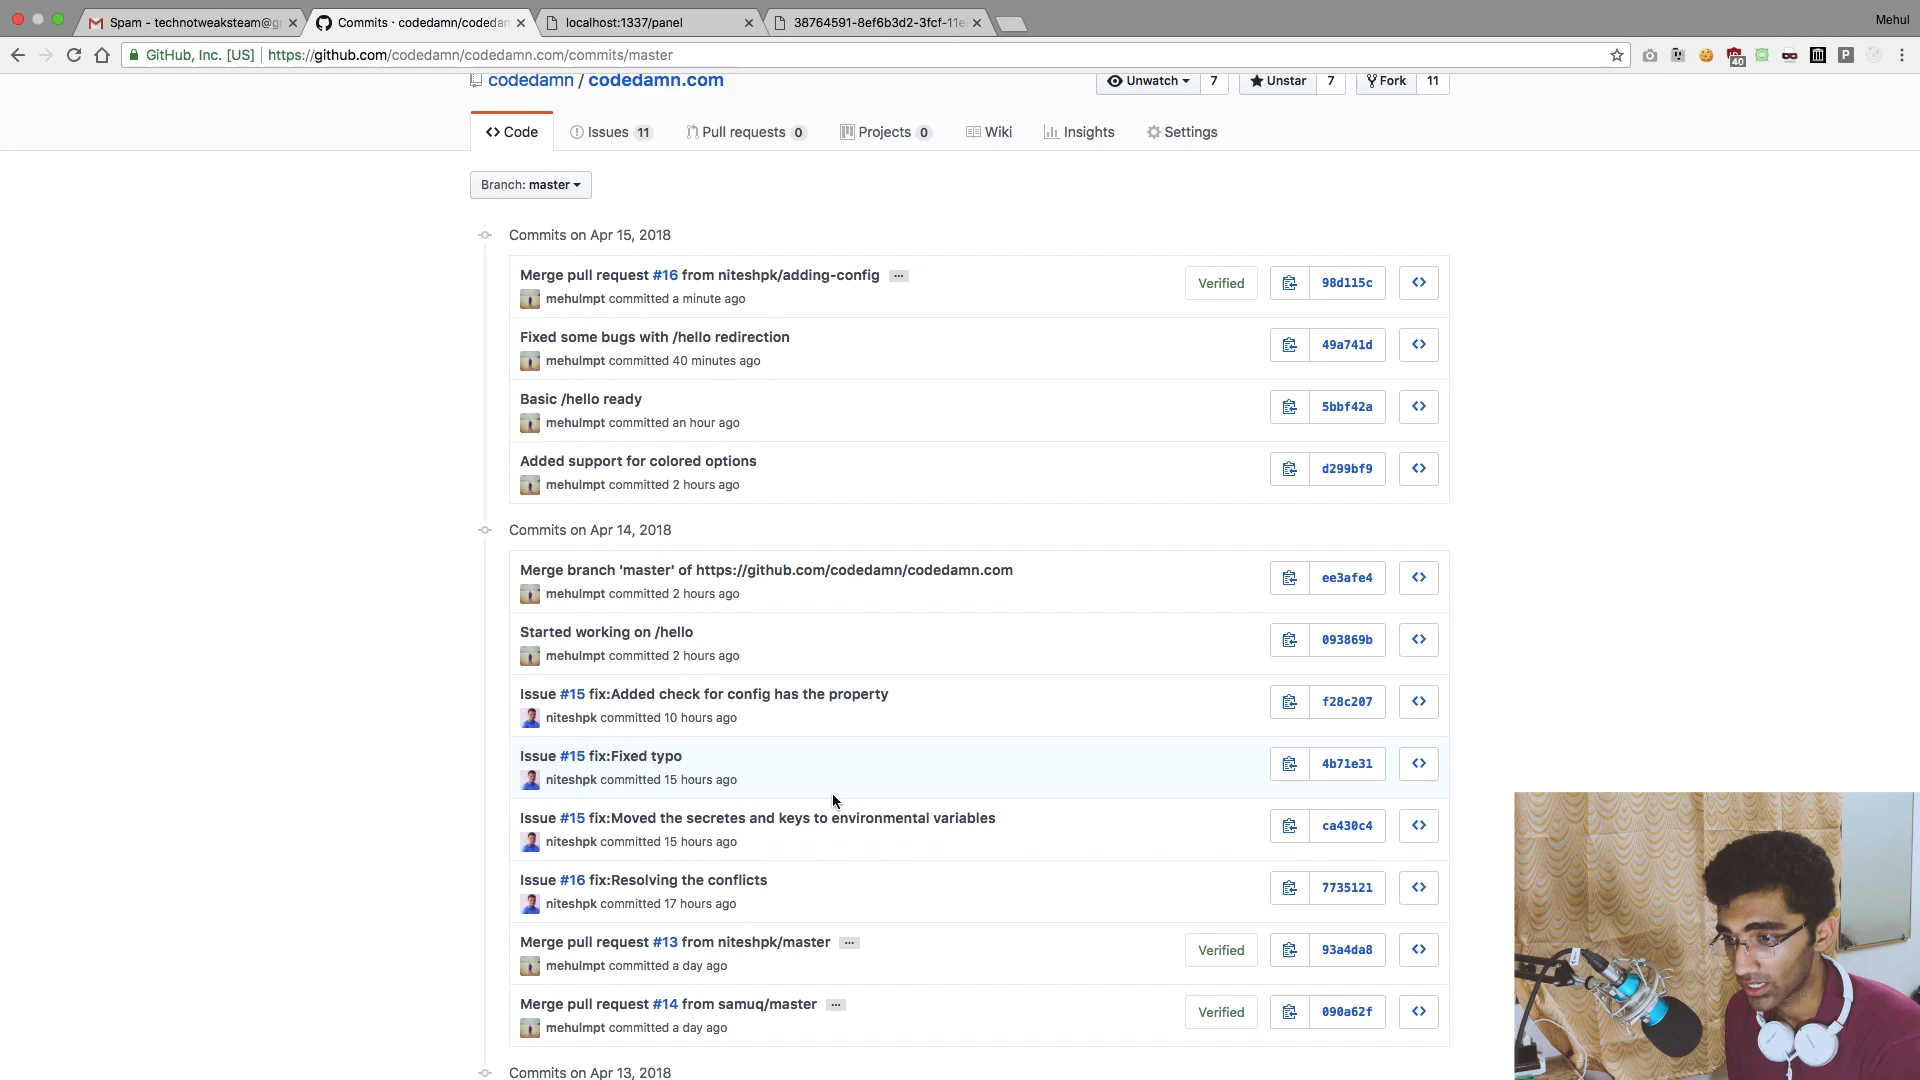 Spam - technotweaksteam@g
Commits · codedamn/codedam
localhost:1337/panel
38764591-8ef6b3d2-3fcf-11e
Mehul
GitHub, Inc. [US] | https://github.com/codedamn/codedamn.com/commits/master
40
codedamn / codedamn.com
Unwatch 7
Unstar 7
Fork 11
Code
Issues 11
Pull requests 0
Projects 0
Wiki
Insights
Settings
Branch: master
Commits on Apr 15, 2018
Merge pull request #16 from niteshpk/adding-config ...
mehulmpt committed a minute ago
Verified
98d115c
Fixed some bugs with /hello redirection
mehulmpt committed 40 minutes ago
49a741d
Basic /hello ready
mehulmpt committed an hour ago
5bbf42a
Added support for colored options
mehulmpt committed 2 hours ago
d299bf9
Commits on Apr 14, 2018
Merge branch 'master' of https://github.com/codedamn/codedamn.com
mehulmpt committed 2 hours ago
ee3afe4
Started working on /hello
mehulmpt committed 2 hours ago
093869b
Issue #15 fix:Added check for config has the property
niteshpk committed 10 hours ago
f28c207
Issue #15 fix:Fixed typo
niteshpk committed 15 hours ago
4b71e31
Issue #15 fix:Moved the secretes and keys to environmental variables
niteshpk committed 15 hours ago
ca430c4
Issue #16 fix:Resolving the conflicts
niteshpk committed 17 hours ago
7735121
Merge pull request #13 from niteshpk/master ...
mehulmpt committed a day ago
Verified
93a4da8
Merge pull request #14 from samuq/master ...
mehulmpt committed a day ago
Verified
090a62f
Commits on Apr 13, 2018